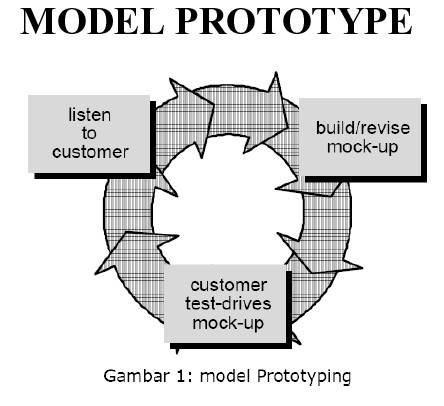 MODEL PROTOTYPE
listen
to
customer
build/revise
mock-up
customer
test-drives
mock-up
Gambar 1: model Prototyping